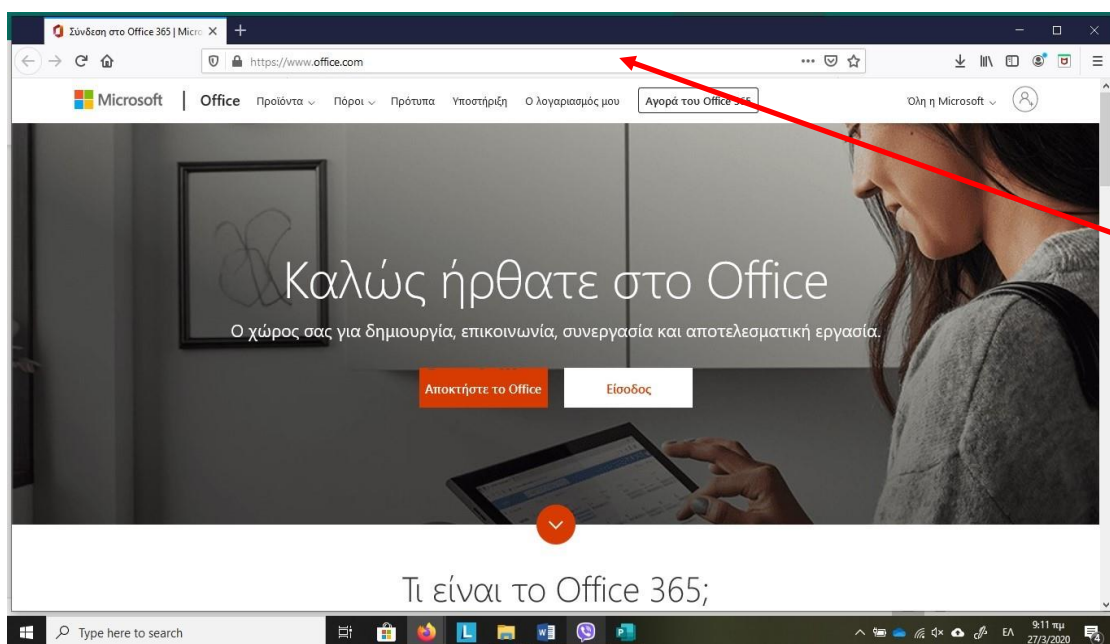 Σύνδεση στο Office 365 | Micro
https://www.office.com
Microsoft | Office Προϊόντα Πόροι Πρότυπα Υποστήριξη Ο λογαριασμός μου Αγορά του Office 365 Όλη η Microsoft
Καλώς ήρθατε στο Office
Ο χώρος σας για δημιουργία, επικοινωνία, συνεργασία και αποτελεσματική εργασία.
Αποκτήστε το Office Είσοδος
Τι είναι το Office 365;
Type here to search
ΕΛ
9:11 πμ
27/3/2020